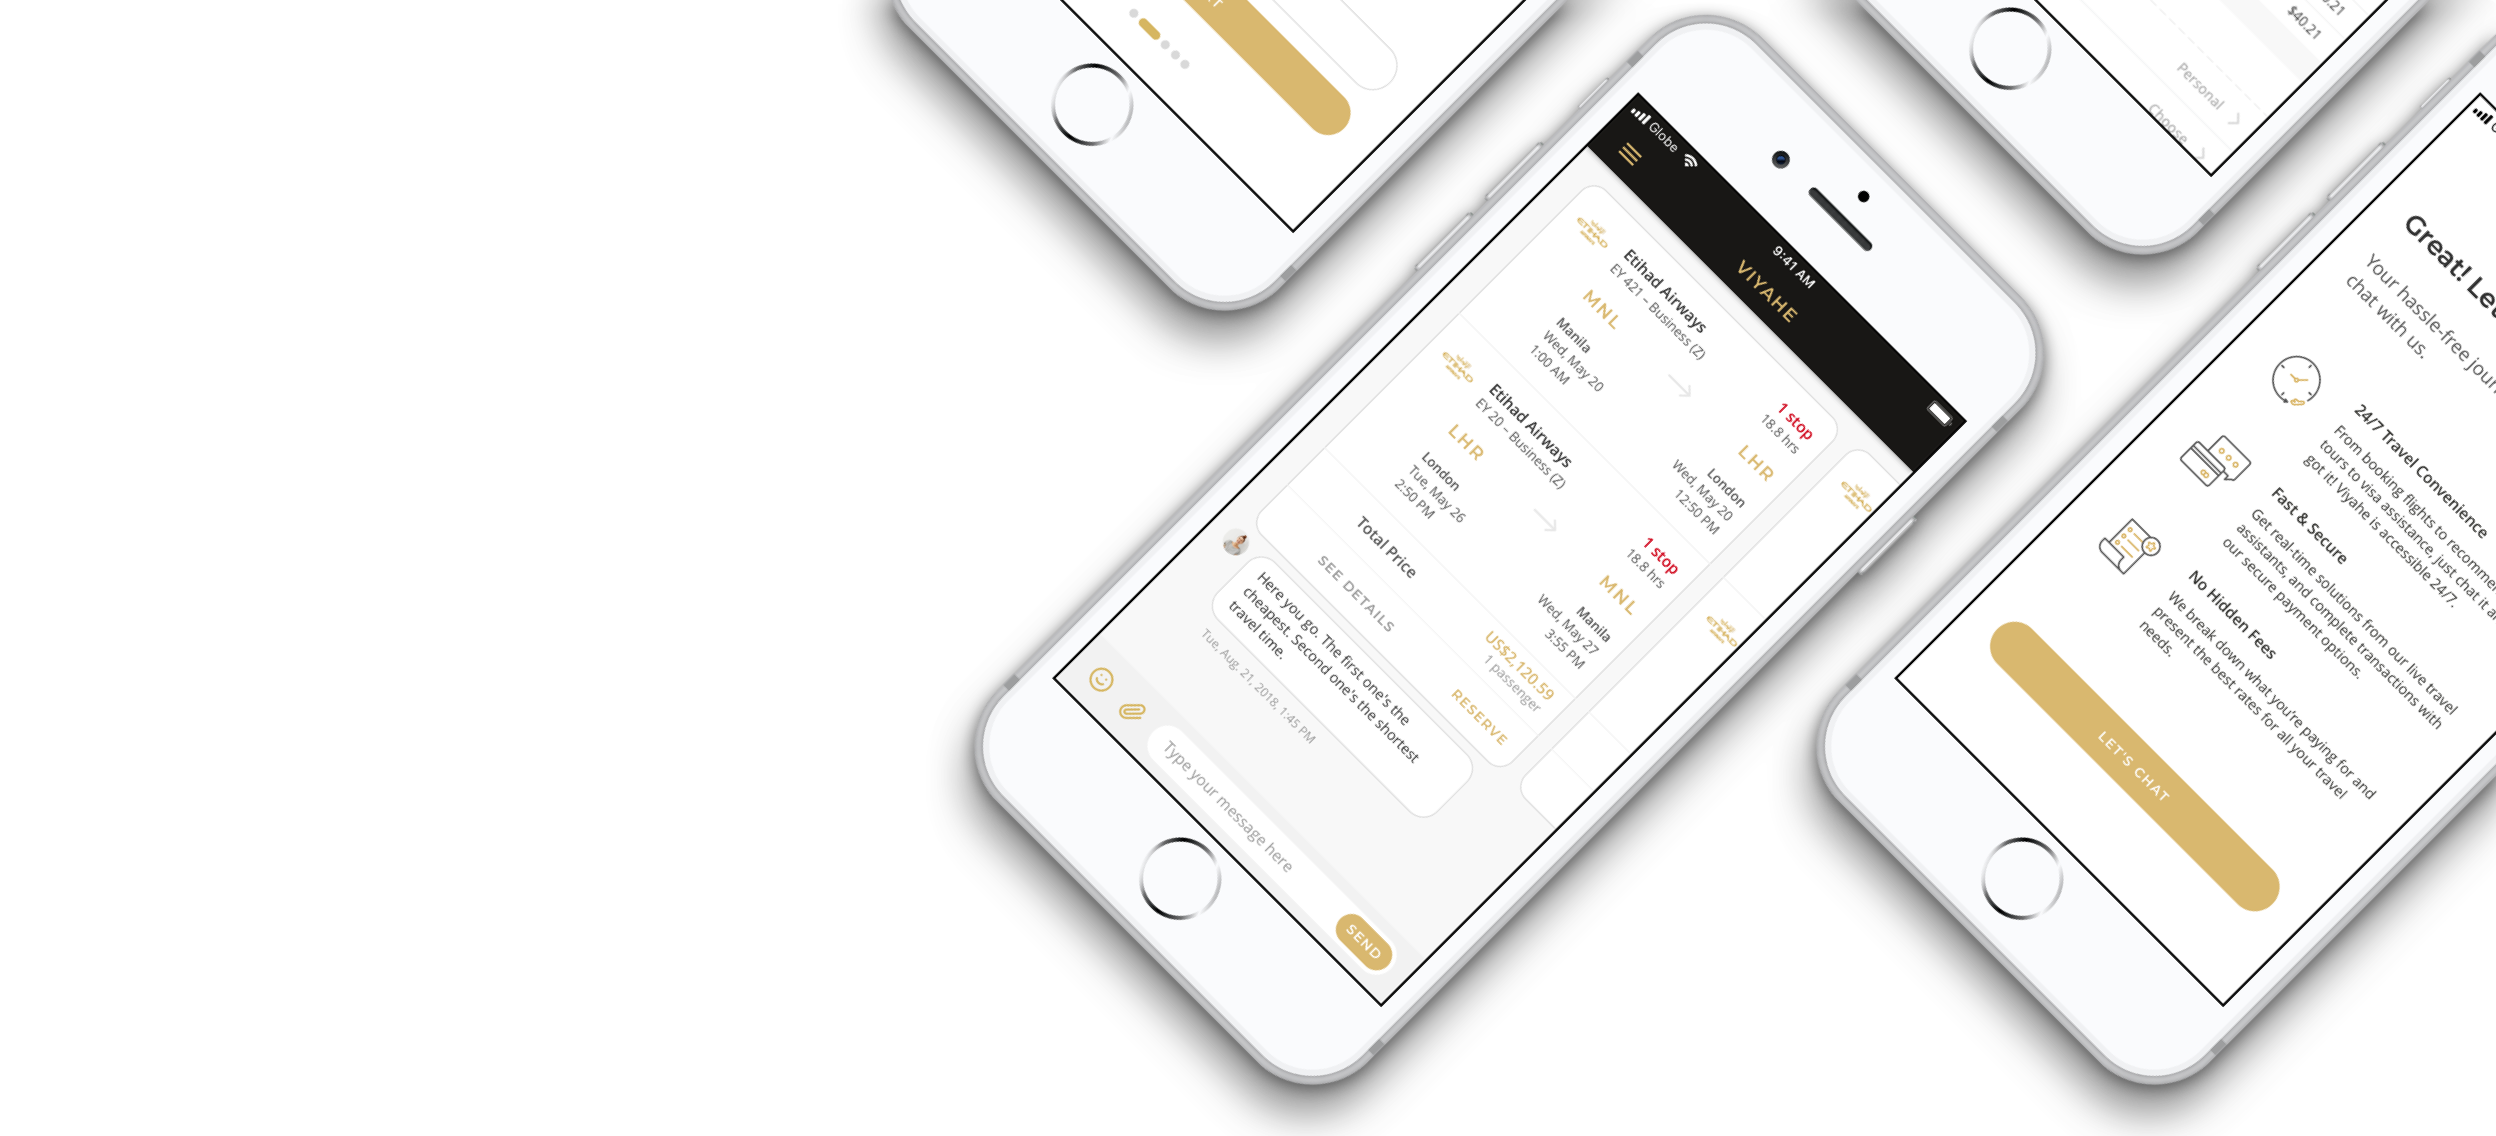 $40.21
Personal
Choose
Globe
9:41 AM
VIYAHE
ETIHAD
Etihad Airways
EY 421 – Business (Z)
1 stop
18.8 hrs
MNL
LHR
Manila
Wed, May 20
1:00 AM
London
Wed, May 20
12:50 PM
ETIHAD
Etihad Airways
EY 20 – Business (Z)
1 stop
18.8 hrs
LHR
MNL
London
Tue, May 26
2:50 PM
Manila
Wed, May 27
3:55 PM
Total Price
US$2,120.59
1 passenger
SEE DETAILS
RESERVE
ETIHAD
ETIHAD
Here you go. The first one's the
cheapest. Second one's the shortest
travel time.
Tue, Aug, 21, 2018, 1:45 PM
Type your message here
SEND
Great!
Your hassle-free
chat with us.
24/7 Travel Convenience
From booking flights to
tours to visa assistance, just chat it
got it! Viyahe is accessible 24/7.
Fast & Secure
Get real-time solutions from our live travel
assistants, and complete transactions with
our secure payment options.
No Hidden Fees
We break down what you're paying for and
present the best rates for all your travel
needs.
LET'S CHAT